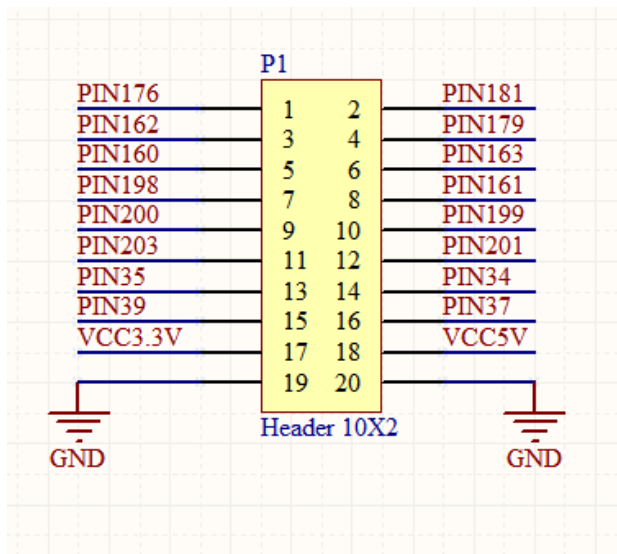 P1
PIN176 1 2 PIN181
PIN162 3 4 PIN179
PIN160 5 6 PIN163
PIN198 7 8 PIN161
PIN200 9 10 PIN199
PIN203 11 12 PIN201
PIN35 13 14 PIN34
PIN39 15 16 PIN37
VCC3.3V 17 18 VCC5V
19 20
Header 10X2
GND GND